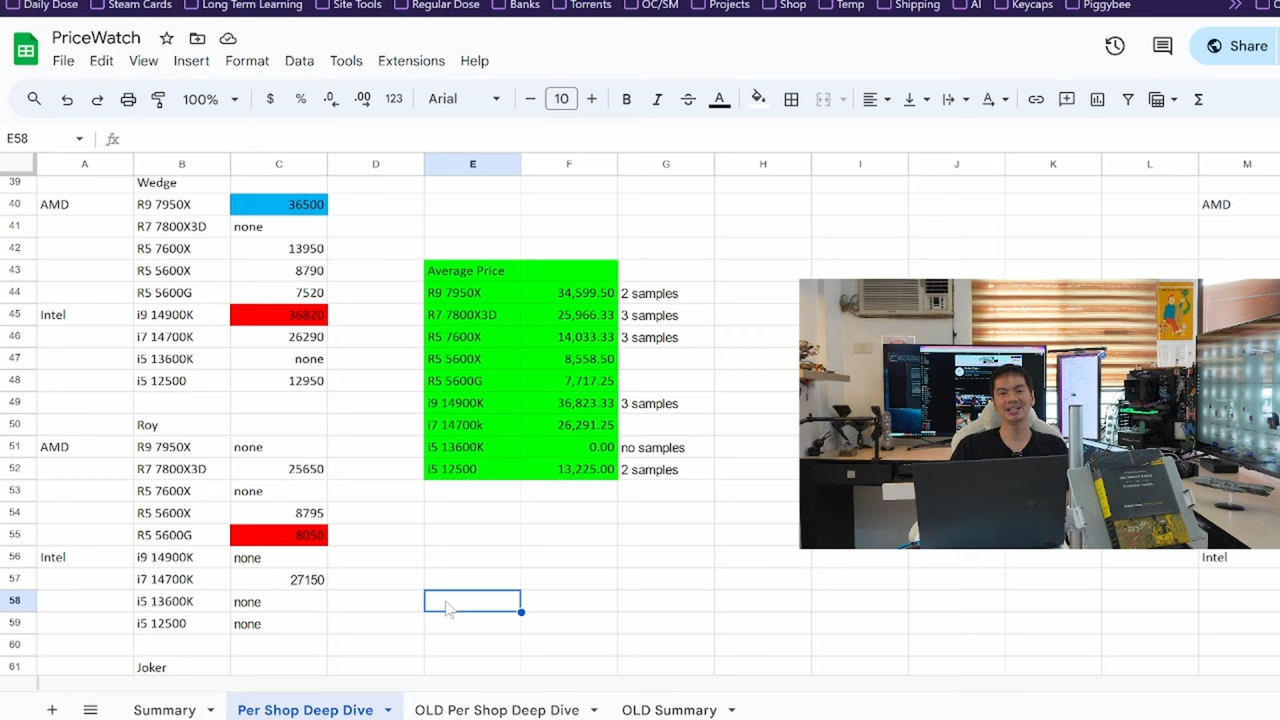 Daily Dose Steam Cards Long Term Learning Site Tools Regular Dose Banks Torrents OC/SM Projects Shop Temp Shipping AI Keycaps Piggybee
PriceWatch
File Edit View Insert Format Data Tools Extensions Help
Share
100% $ % .0 .00 123 Arial 10 B I A
E58 fx
A B C D E F G H I J K L M
39 Wedge
40 AMD R9 7950X 36500 AMD
41 R7 7800X3D none
42 R5 7600X 13950
43 R5 5600X 8790 Average Price
44 R5 5600G 7520 R9 7950X 34,599.50 2 samples
45 Intel i9 14900K 36820 R7 7800X3D 25,966.33 3 samples
46 i7 14700K 26290 R5 7600X 14,033.33 3 samples
47 i5 13600K none R5 5600X 8,558.50
48 i5 12500 12950 R5 5600G 7,717.25
49 i9 14900K 36,823.33 3 samples
50 Roy i7 14700k 26,291.25
51 AMD R9 7950X none i5 13600K 0.00 no samples
52 R7 7800X3D 25650 i5 12500 13,225.00 2 samples
53 R5 7600X none
54 R5 5600X 8795
55 R5 5600G 8050
56 Intel i9 14900K none Intel
57 i7 14700K 27150
58 i5 13600K none
59 i5 12500 none
60
61 Joker
Summary Per Shop Deep Dive OLD Per Shop Deep Dive OLD Summary